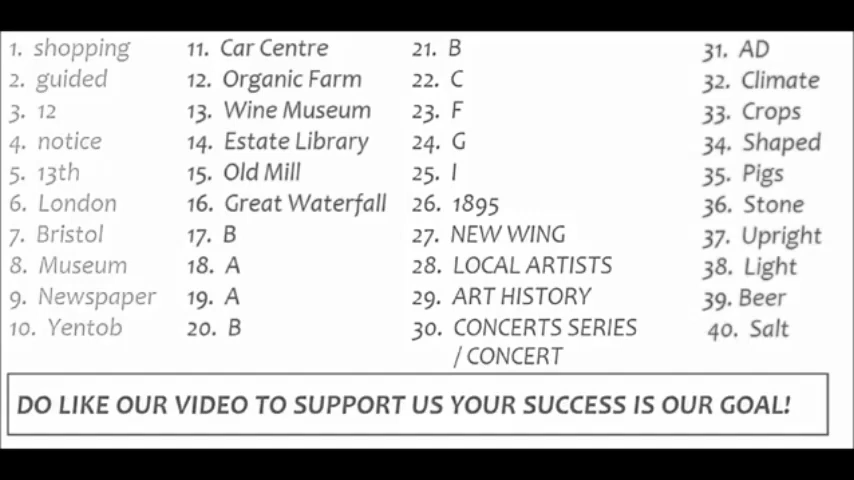 1. shopping
2. guided
3. 12
4. notice
5. 13th
6. London
7. Bristol
8. Museum
9. Newspaper
10. Yentob
11. Car Centre
12. Organic Farm
13. Wine Museum
14. Estate Library
15. Old Mill
16. Great Waterfall
17. B
18. A
19. A
20. B
21. B
22. C
23. F
24. G
25. I
26. 1895
27. NEW WING
28. LOCAL ARTISTS
29. ART HISTORY
30. CONCERTS SERIES
/ CONCERT
31. AD
32. Climate
33. Crops
34. Shaped
35. Pigs
36. Stone
37. Upright
38. Light
39. Beer
40. Salt
DO LIKE OUR VIDEO TO SUPPORT US YOUR SUCCESS IS OUR GOAL!